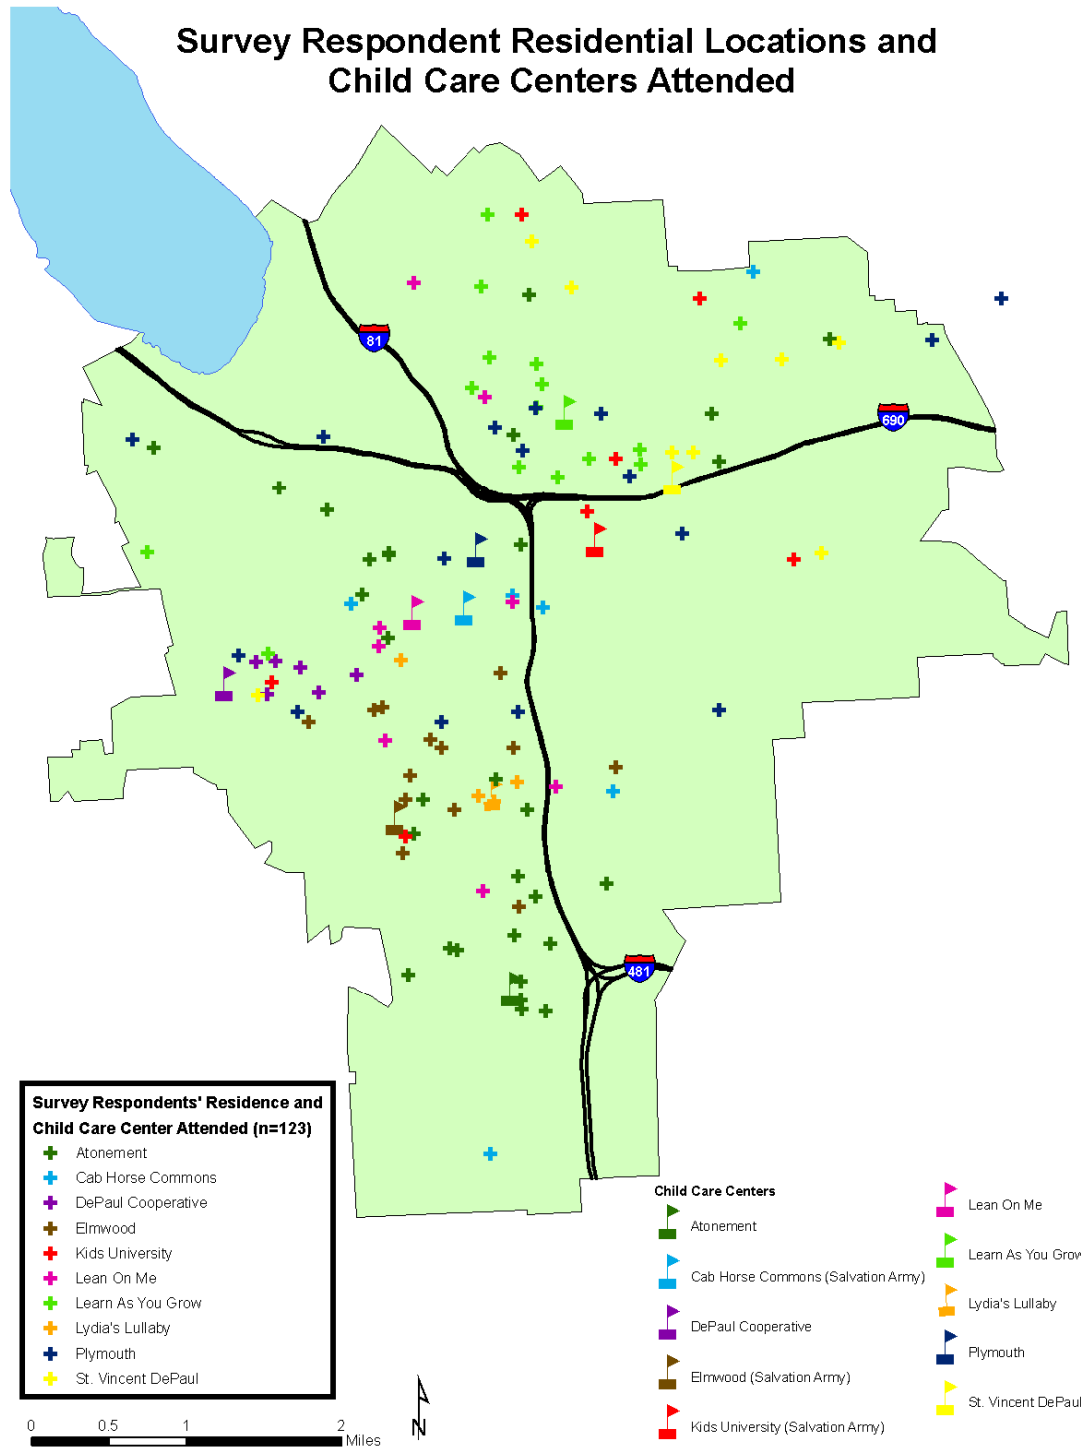 Survey Respondent Residential Locations and
Child Care Centers Attended
81
690
481
Survey Respondents' Residence and
Child Care Center Attended (n=123)
Atonement
Cab Horse Commons
DePaul Cooperative
Elmwood
Kids University
Lean On Me
Learn As You Grow
Lydia's Lullaby
Plymouth
St. Vincent DePaul
0 0.5 1 2
Miles
N
Child Care Centers
Atonement
Cab Horse Commons (Salvation Army)
DePaul Cooperative
Elmwood (Salvation Army)
Kids University (Salvation Army)
Lean On Me
Learn As You Grow
Lydia's Lullaby
Plymouth
St. Vincent DePaul